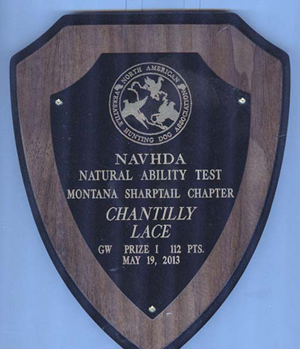 NORTH AMERICAN
VERSATILE HUNTING DOG ASSOCIATION
NAVHDA
NATURAL ABILITY TEST
MONTANA SHARPTAIL CHAPTER
CHANTILLY
LACE
GW PRIZE I 112 PTS.
MAY 19, 2013